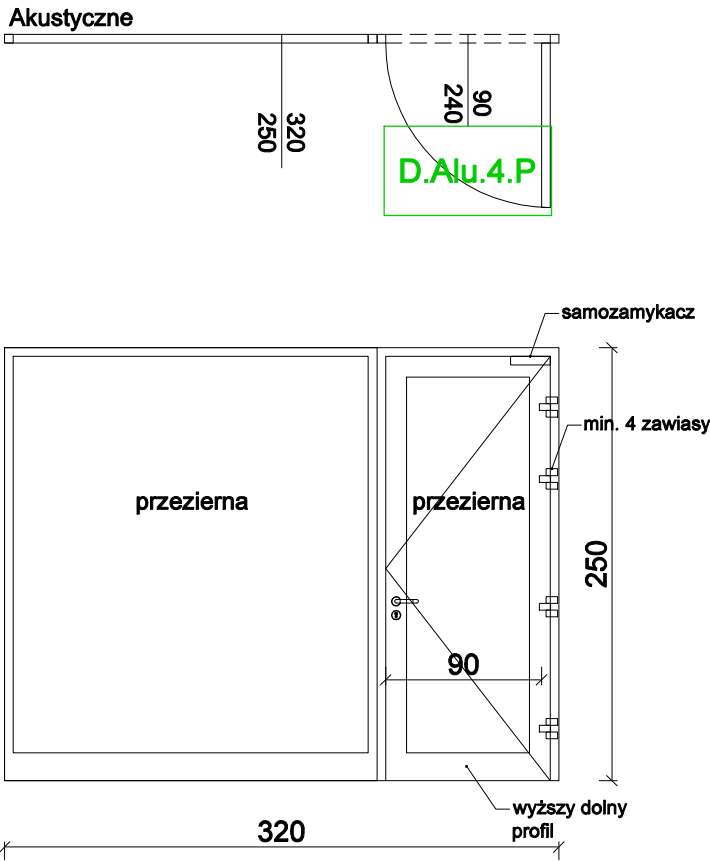 Akustyczne
90
240
320
250
D.Alu.4.P
samozamykacz
min. 4 zawiasy
przezierna
przezierna
250
90
wyższy dolny
profil
320